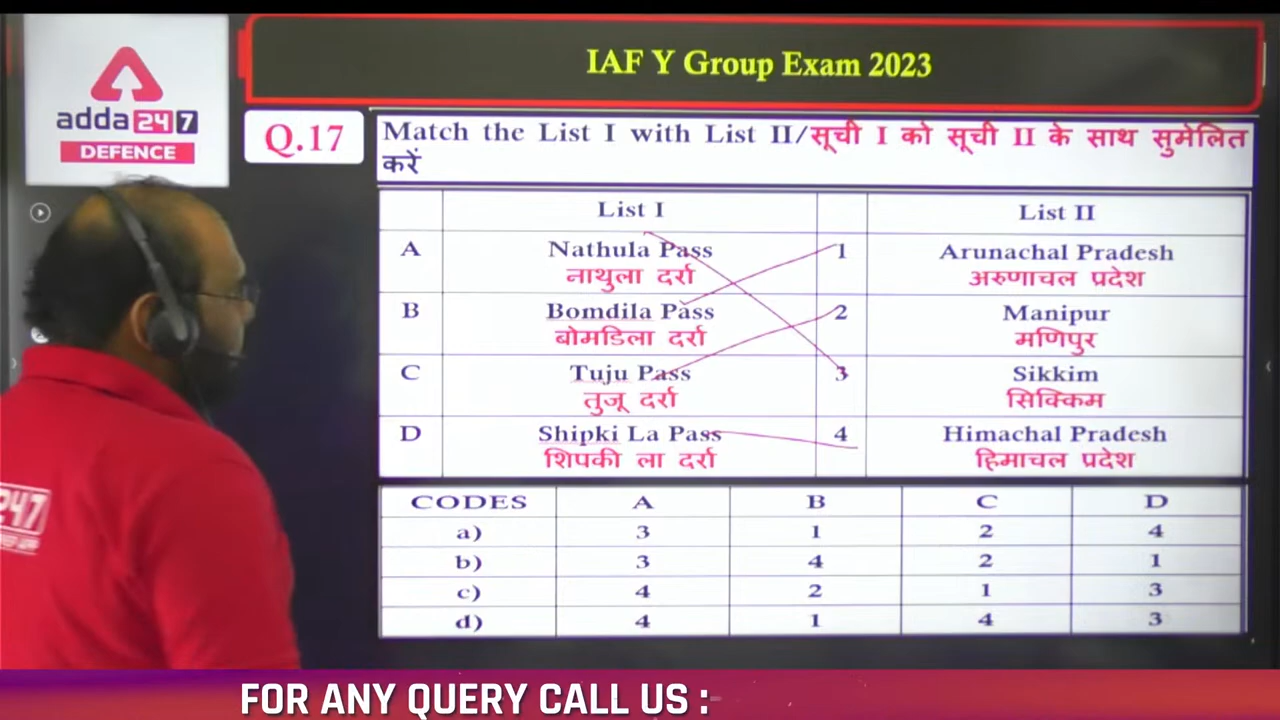 IAF Y Group Exam 2023
adda 247
DEFENCE
Q.17
Match the List I with List II/सूची I को सूची II के साथ सुमेलित
करें
List I List II
A Nathula Pass 1 Arunachal Pradesh
नाथुला दर्रा अरुणाचल प्रदेश
B Bomdila Pass 2 Manipur
बोमडिला दर्रा मणिपुर
C Tuju Pass 3 Sikkim
तुजू दर्रा सिक्किम
D Shipki La Pass 4 Himachal Pradesh
शिपकी ला दर्रा हिमाचल प्रदेश
CODES A B C D
a) 3 1 2 4
b) 3 4 2 1
c) 4 2 1 3
d) 4 1 4 3
247
FOR ANY QUERY CALL US :